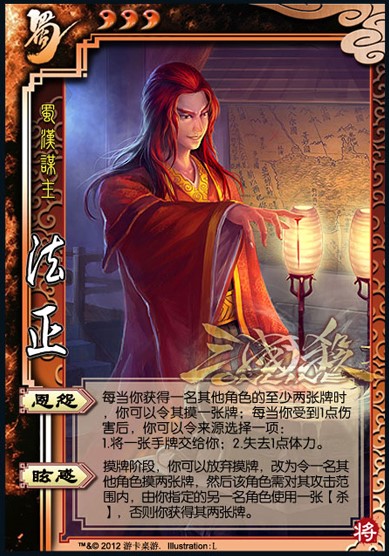 蜀
蜀漢謀主
法正
三國殺
恩怨
每当你获得一名其他角色的至少两张牌时
，你可以令其摸一张牌；每当你受到1点伤
害后，你可以令来源选择一项：
1.将一张手牌交给你；2.失去1点体力。
眩惑
摸牌阶段，你可以放弃摸牌，改为令一名其
他角色摸两张牌，然后该角色需对其攻击范
围内，由你指定的另一名角色使用一张【杀
】，否则你获得其两张牌。
将
™&© 2012 游卡桌游. Illustration: L